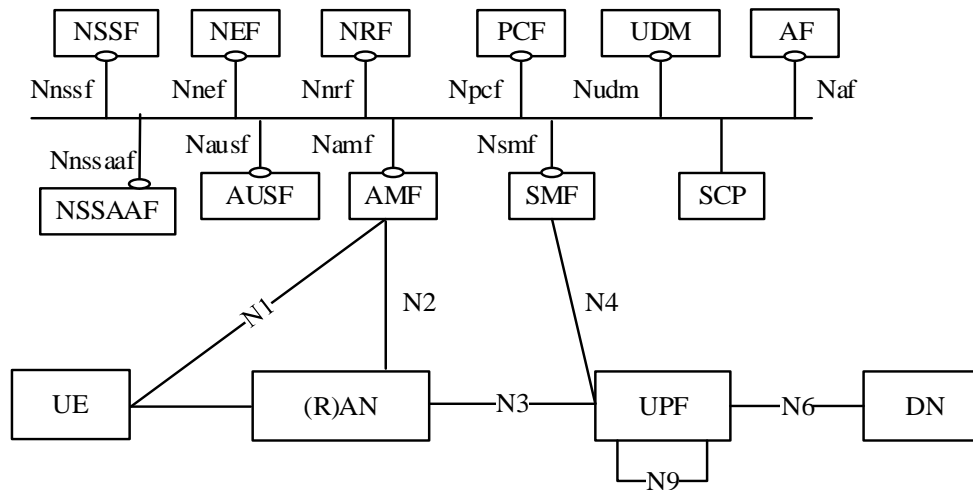 NSSF NEF NRF PCF UDM AF
Nnssf Nnef Nnrf Npcf Nudm Naf
Nnssaaf Nausf Namf Nsmf
NSSAAF AUSF AMF SMF SCP
N1 N2 N4
UE (R)AN N3 UPF N6 DN
N9